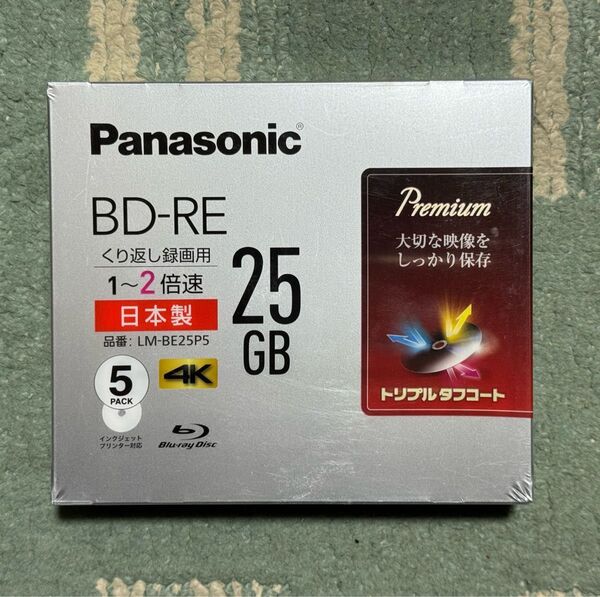 Panasonic®
BD-RE
くり返し録画用
1〜2倍速
日本製
品番: LM-BE25P5
25
GB
5
PACK
4K
インクジェット
プリンター対応
Blu-ray Disc
Premium
大切な映像を
しっかり保存
トリプルタフコート